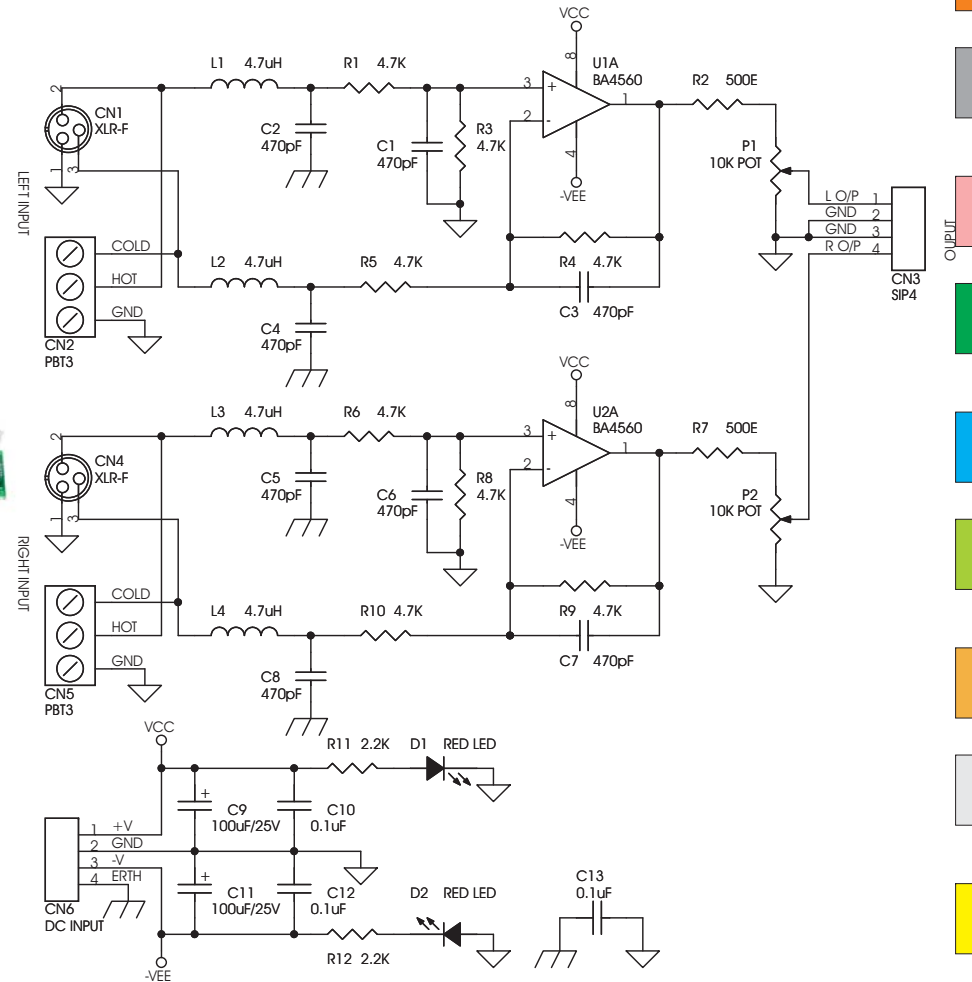 VCC
8
L1 4.7uH
R1 4.7K
U1A
BA4560
R2 500E
2
CN1
XLR-F
3
+
1
2
-
C2
470pF
C1
470pF
R3
4.7K
P1
10K POT
4
-VEE
1
3
LEFT INPUT
L O/P 1
GND 2
GND 3
R O/P 4
OUPUT
CN3
SIP4
COLD
HOT
GND
CN2
PBT3
L2 4.7uH
R5 4.7K
R4 4.7K
C3 470pF
C4
470pF
VCC
8
L3 4.7uH
R6 4.7K
U2A
BA4560
R7 500E
2
CN4
XLR-F
3
+
1
2
-
C5
470pF
C6
470pF
R8
4.7K
P2
10K POT
4
-VEE
1
3
RIGHT INPUT
COLD
HOT
GND
CN5
PBT3
L4 4.7uH
R10 4.7K
R9 4.7K
C7 470pF
C8
470pF
VCC
R11 2.2K
D1 RED LED
+
C9
100uF/25V
C10
0.1uF
1 +V
2 GND
3 -V
4 ERTH
CN6
DC INPUT
+
C11
100uF/25V
C12
0.1uF
D2 RED LED
C13
0.1uF
R12 2.2K
-VEE